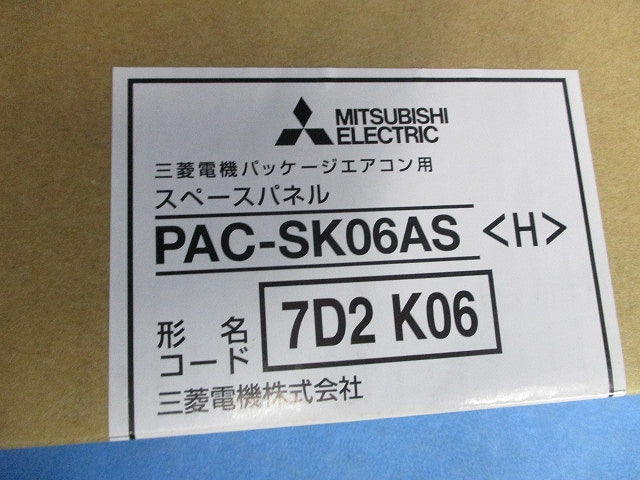 MITSUBISHI
ELECTRIC
三菱電機パッケージエアコン用
スペースパネル
PAC-SK06AS <H>
形名 7D2 K06
コード
三菱電機株式会社